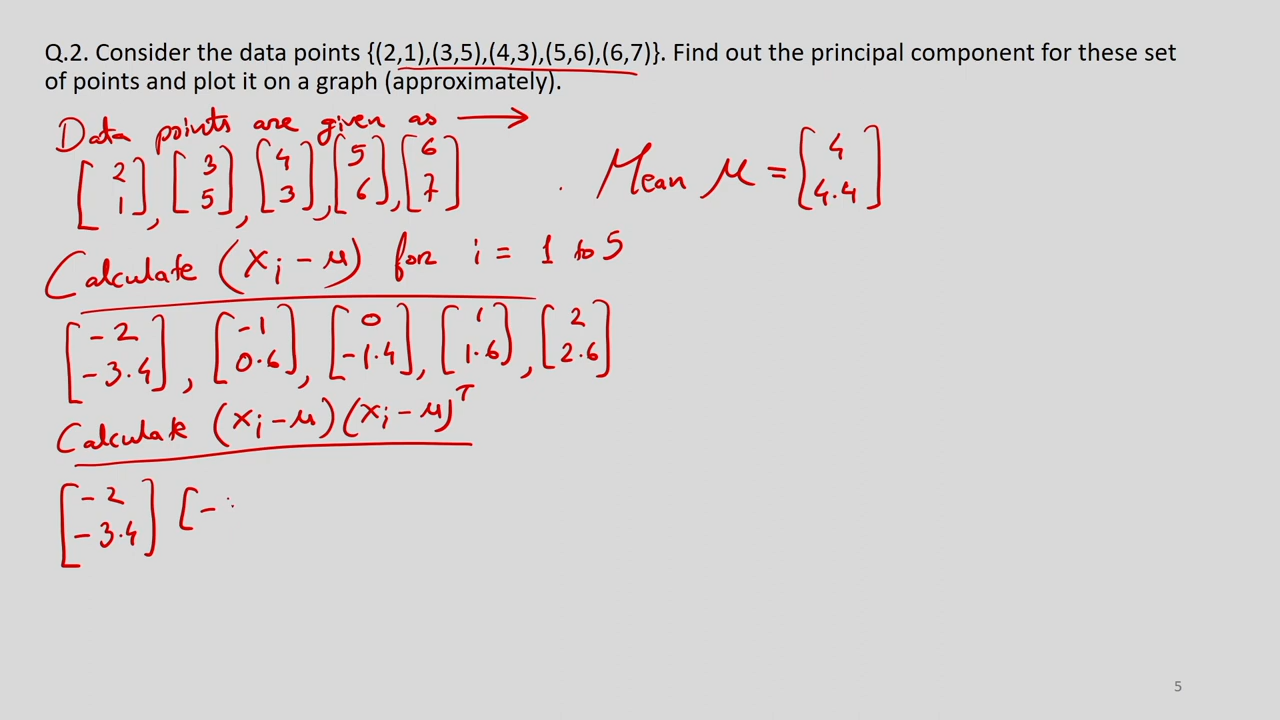 Q.2. Consider the data points {(2,1),(3,5),(4,3),(5,6),(6,7)}. Find out the principal component for these set
of points and plot it on a graph (approximately).
Data points are given as →
[2 1], [3 5], [4 3], [5 6], [6 7]
Mean μ = [4 4.4]
Calculate (xi - μ) for i = 1 to 5
[-2 -3.4], [-1 0.6], [0 -1.4], [1 1.6], [2 2.6]
Calculate (xi - μ)(xi - μ)ᵀ
[-2 -3.4] [-
5